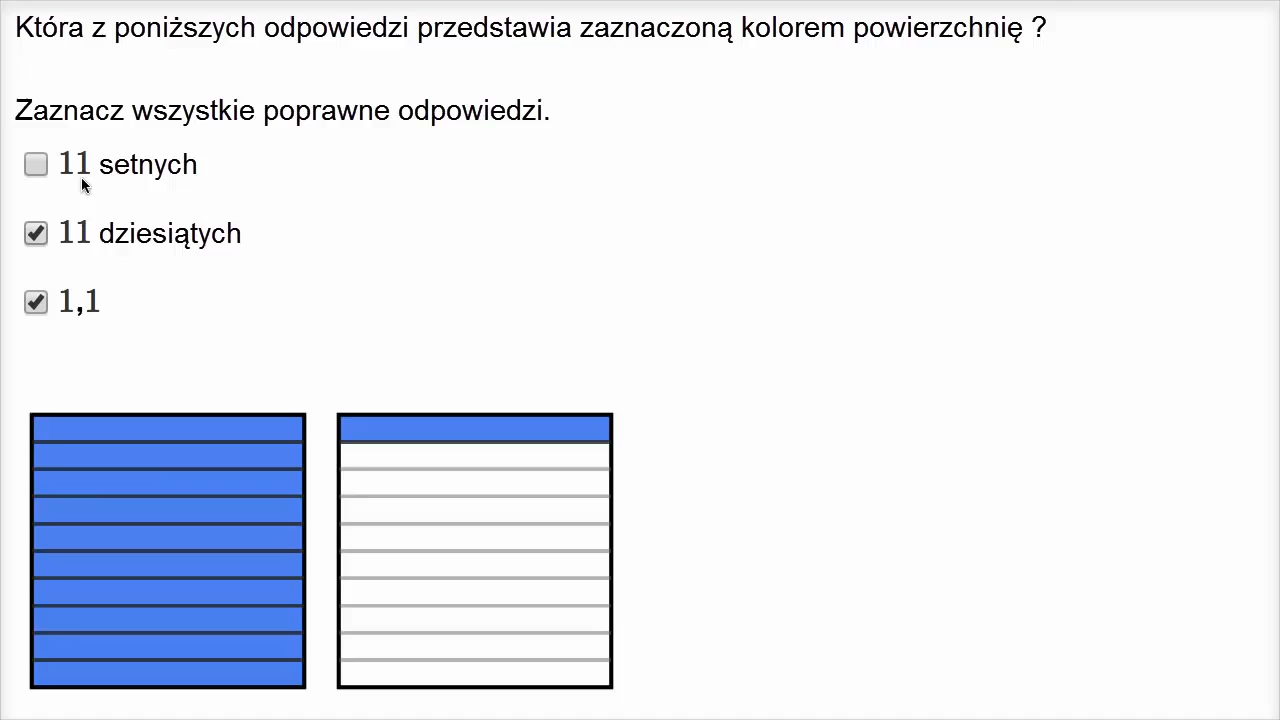 Która z poniższych odpowiedzi przedstawia zaznaczoną kolorem powierzchnię ?
Zaznacz wszystkie poprawne odpowiedzi.
11 setnych
11 dziesiątych
1,1